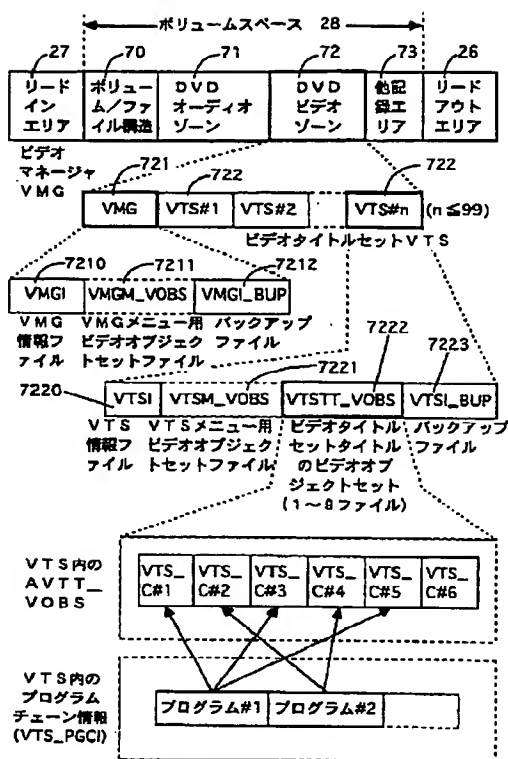 ボリュームスペース 28
27
70
71
72
73
26
リード
イン
エリア
ボリュー
ム/ファ
イル構造
DVD
オーディオ
ゾーン
DVD
ビデオ
ゾーン
他記
録エ
リア
リード
アウト
エリア
ビデオ
マネージャ
VMG
721
722
722
VMG
VTS#1
VTS#2
VTS#n
(n≦99)
ビデオタイトルセットVTS
7210
7211
7212
VMGI
VMGM_VOBS
VMGI_BUP
VMG
情報フ
ァイル
VMGメニュー用
ビデオオブジェク
トセットファイル
バックアップ
ファイル
7220
7221
7222
7223
VTSI
VTSM_VOBS
VTSTT_VOBS
VTSI_BUP
VTS
情報フ
ァイル
VTSメニュー用
ビデオオブジェク
トセットファイル
ビデオタイトル
セットタイトル
のビデオオブ
ジェクトセット
(1〜9ファイル)
バックアップ
ファイル
VTS内の
AVTT_
VOBS
VTS_
C#1
VTS_
C#2
VTS_
C#3
VTS_
C#4
VTS_
C#5
VTS_
C#6
VTS内の
プログラム
チェーン情報
(VTS_PGCI)
プログラム#1
プログラム#2